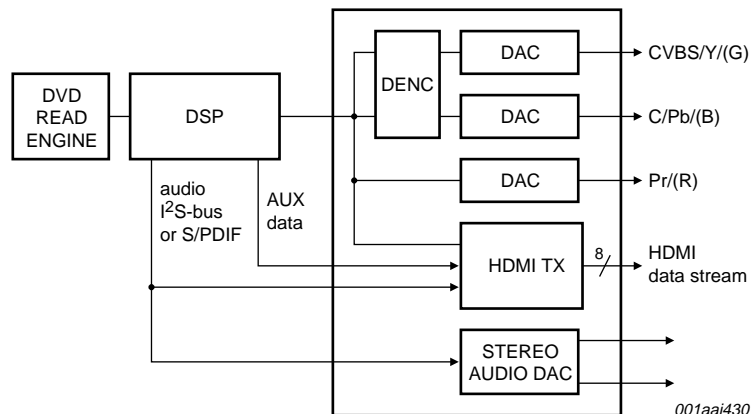 DVD
READ
ENGINE
DSP
audio
I2S-bus
or S/PDIF
AUX
data
DENC
DAC
CVBS/Y/(G)
DAC
C/Pb/(B)
DAC
Pr/(R)
HDMI TX
8
HDMI
data stream
STEREO
AUDIO DAC
001aai430